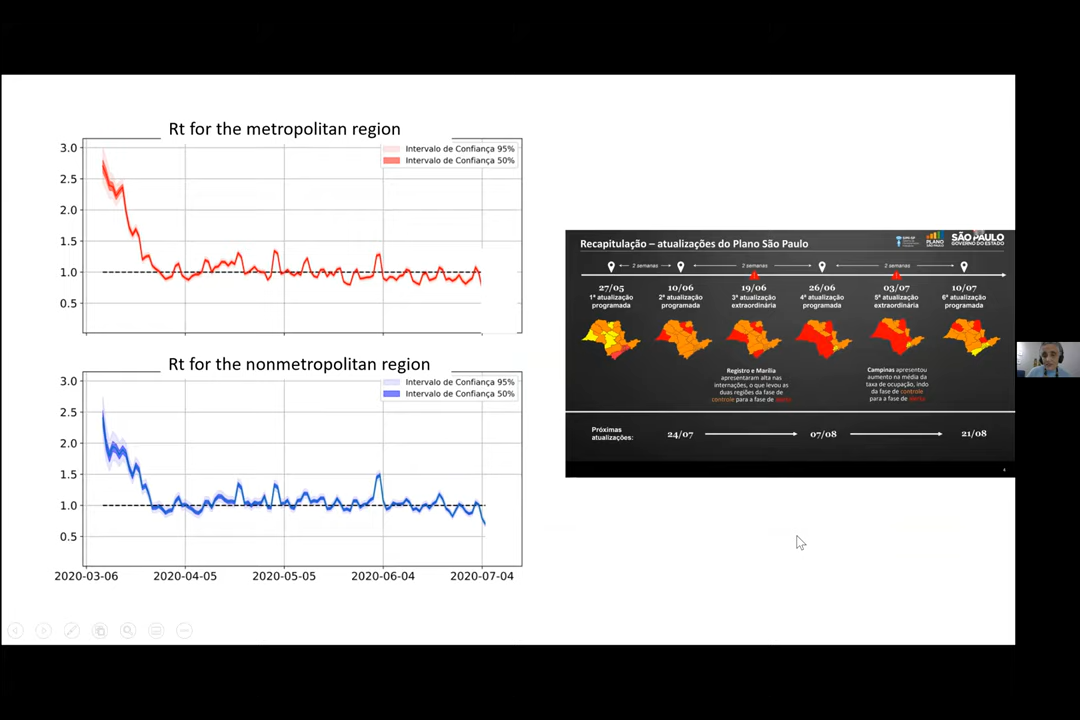 Rt for the metropolitan region
Intervalo de Confiança 95%
Intervalo de Confiança 50%
3.0
2.5
2.0
1.5
1.0
0.5
Rt for the nonmetropolitan region
Intervalo de Confiança 95%
Intervalo de Confiança 50%
3.0
2.5
2.0
1.5
1.0
0.5
2020-03-06 2020-04-05 2020-05-05 2020-06-04 2020-07-04
Recapitulação – atualizações do Plano São Paulo
PLANO
SÃO PAULO
GOVERNO DO ESTADO
2 semanas 2 semanas 2 semanas
27/05
1ª atualização
programada
10/06
2ª atualização
programada
19/06
3ª atualização
extraordinária
26/06
4ª atualização
programada
03/07
5ª atualização
extraordinária
10/07
6ª atualização
programada
Registro e Marília
apresentaram alta nas
internações, o que levou as
duas regiões da fase de
controle para a fase de
Campinas apresentou
aumento na média da
taxa de ocupação, indo
da fase de controle
para a fase de
Próximas
atualizações:
24/07 07/08 21/08
4